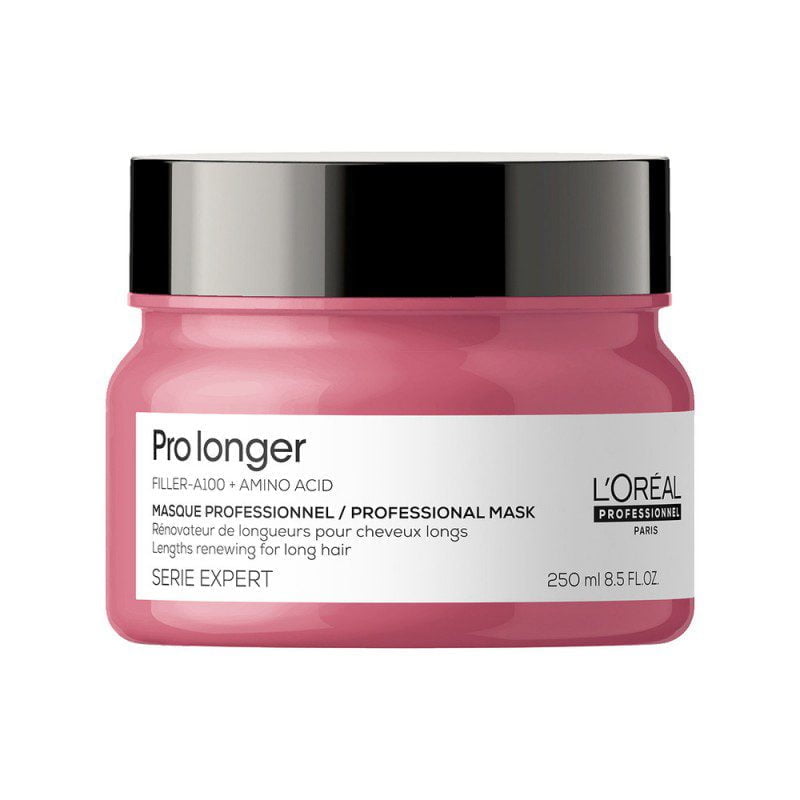 Pro longer
FILLER-A100 + AMINO ACID
MASQUE PROFESSIONNEL / PROFESSIONAL MASK
Rénovateur de longueurs pour cheveux longs
Lengths renewing for long hair
SERIE EXPERT
L'ORÉAL
PROFESSIONNEL
PARIS
250 ml 8.5 FL.OZ.